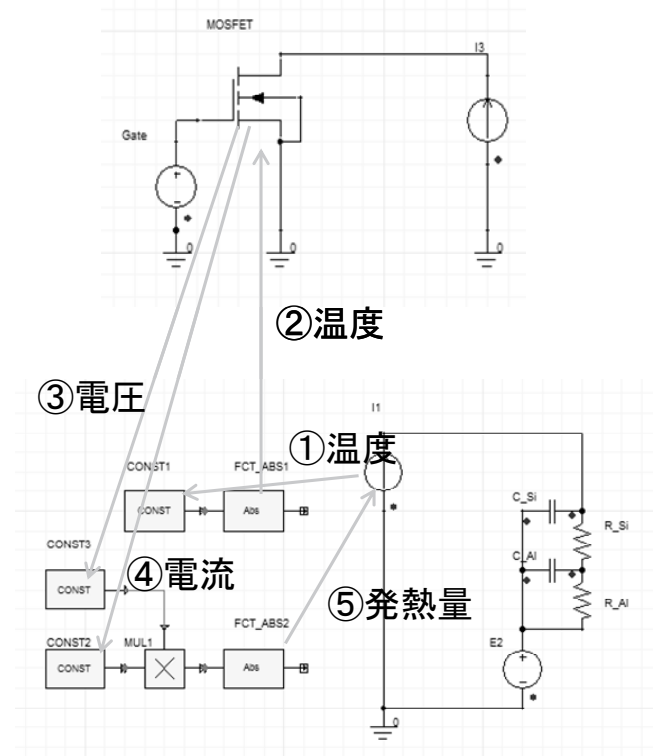 MOSFET
I3
Gate
0
0
0
②温度
③電圧
I1
①温度
CONST1
FCT_ABS1
CONST
Abs
C_Si
R_Si
CONST3
CONST
④電流
C_Al
⑤発熱量
R_Al
CONST2
MUL1
FCT_ABS2
E2
CONST
Abs
0